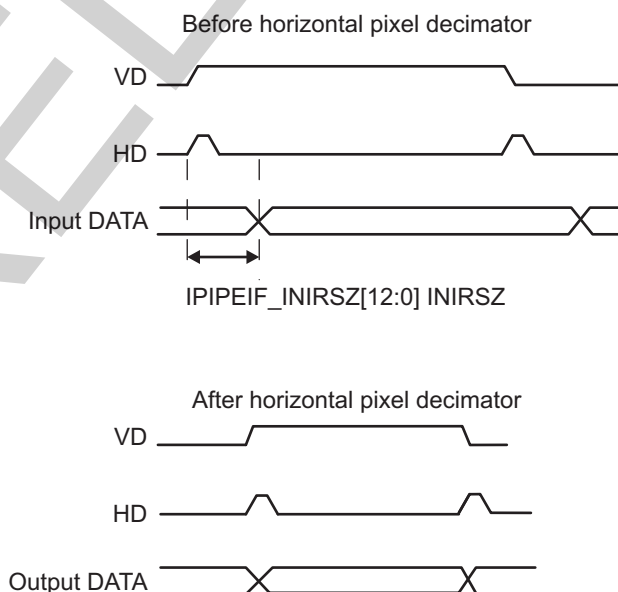 Before horizontal pixel decimator
VD
HD
Input DATA
IPIPEIF_INIRSZ[12:0] INIRSZ
After horizontal pixel decimator
VD
HD
Output DATA